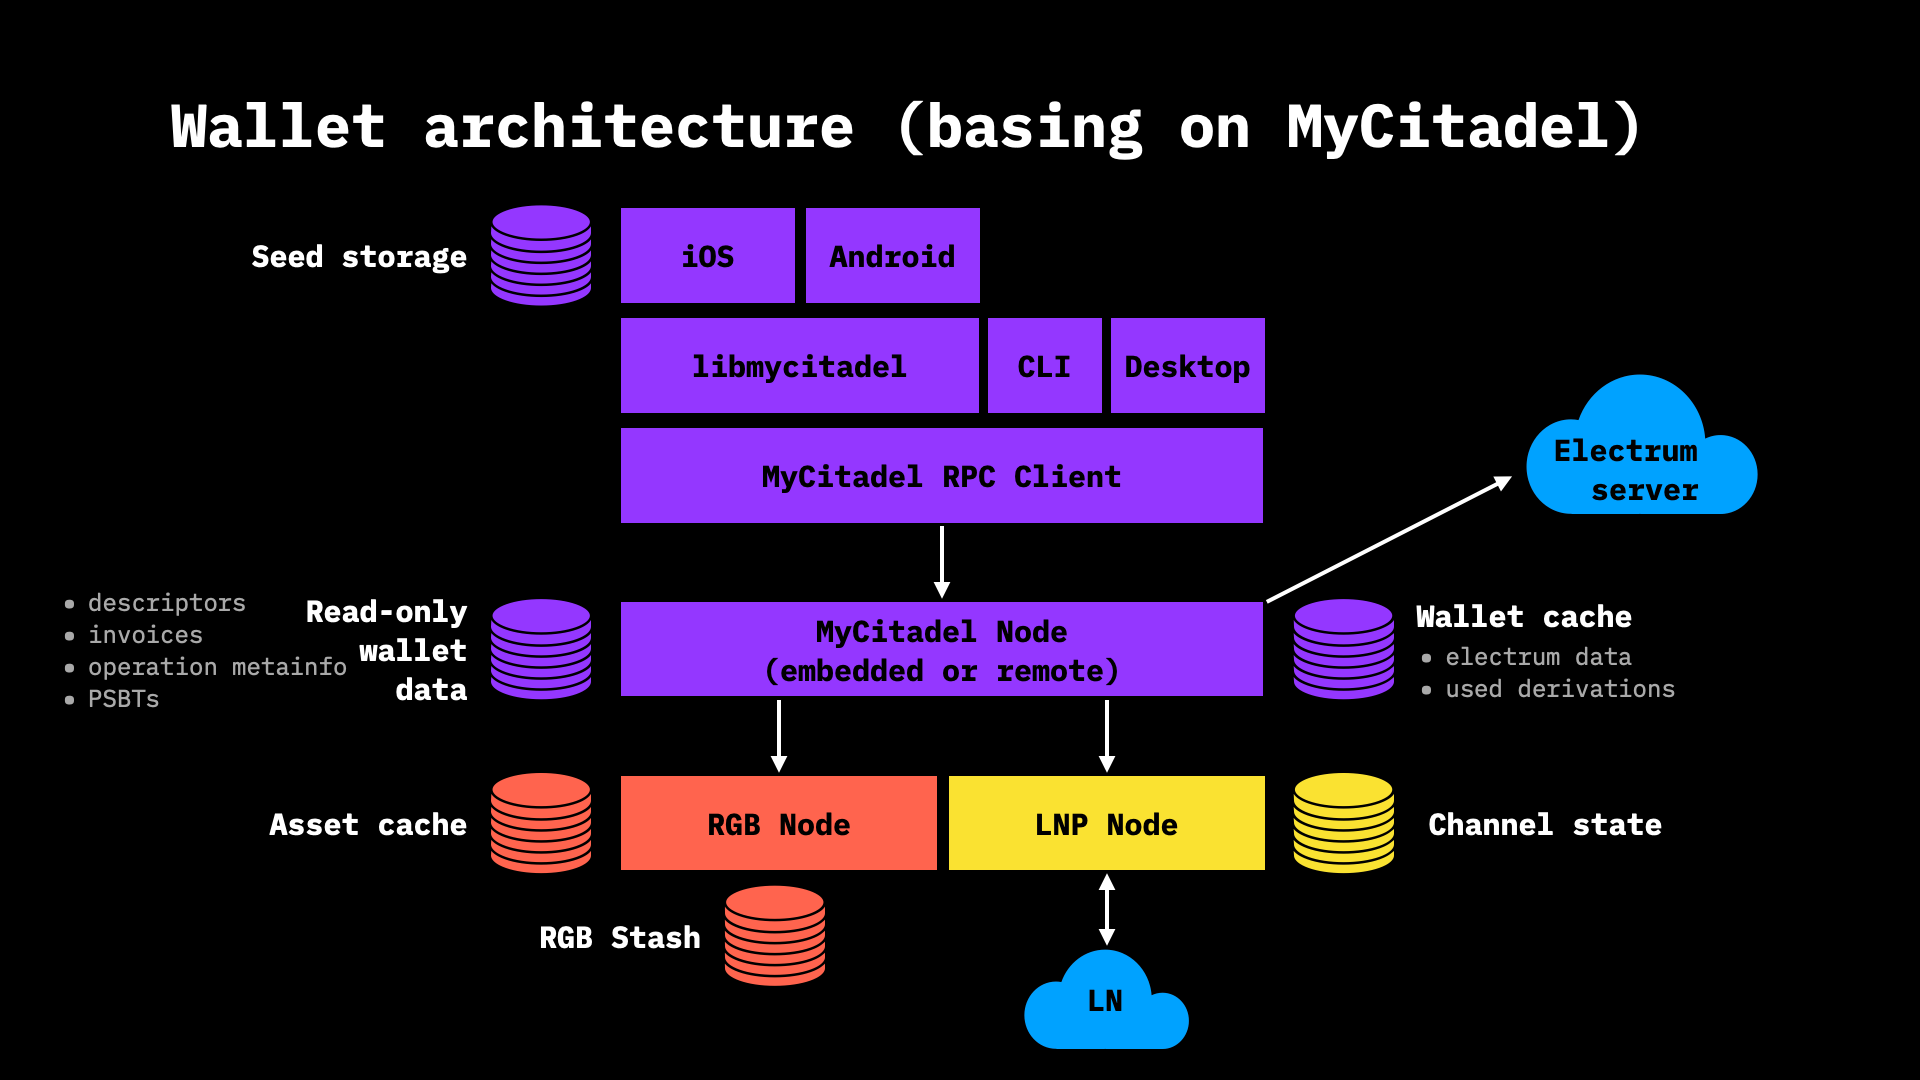 Wallet architecture (basing on MyCitadel)
Seed storage
iOS
Android
libmycitadel
CLI
Desktop
MyCitadel RPC Client
Electrum
server
• descriptors
• invoices
• operation metainfo
• PSBTs
Read-only
wallet
data
MyCitadel Node
(embedded or remote)
Wallet cache
• electrum data
• used derivations
Asset cache
RGB Node
LNP Node
Channel state
RGB Stash
LN